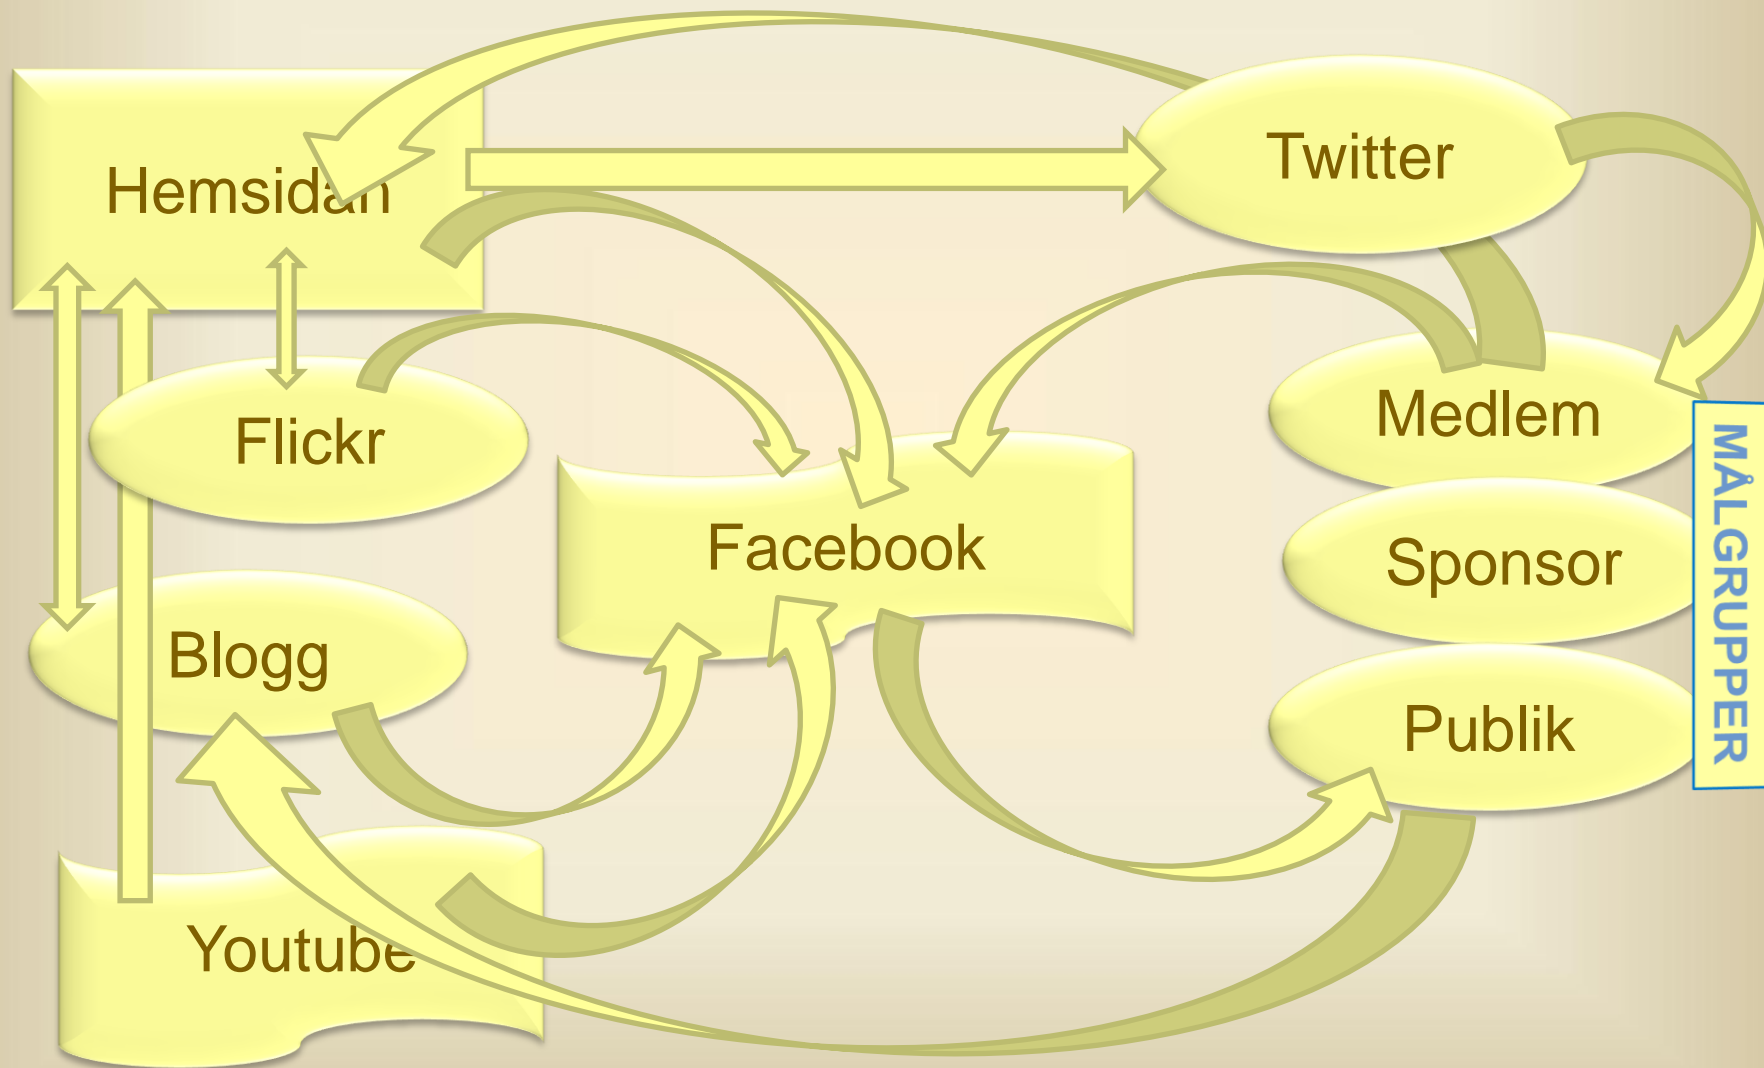 Hemsidan
Twitter
Flickr
Medlem
Facebook
Sponsor
Blogg
Publik
Youtube
MÅLGRUPPER